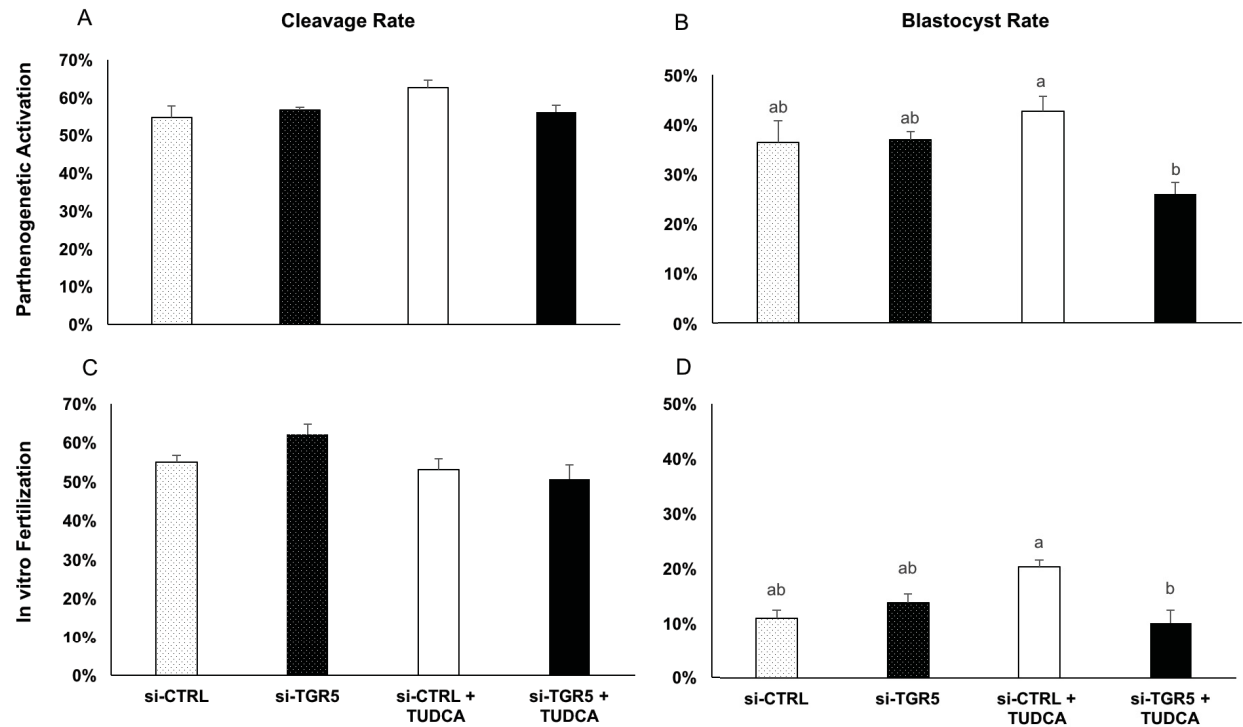 A
Cleavage Rate
B
Blastocyst Rate
Parthenogenetic Activation
70%
60%
50%
40%
30%
20%
10%
0%
50%
40%
30%
20%
10%
0%
ab
ab
a
b
C
D
In vitro Fertilization
70%
60%
50%
40%
30%
20%
10%
0%
si-CTRL
si-TGR5
si-CTRL +
TUDCA
si-TGR5 +
TUDCA
50%
40%
30%
20%
10%
0%
ab
ab
a
b
si-CTRL
si-TGR5
si-CTRL +
TUDCA
si-TGR5 +
TUDCA